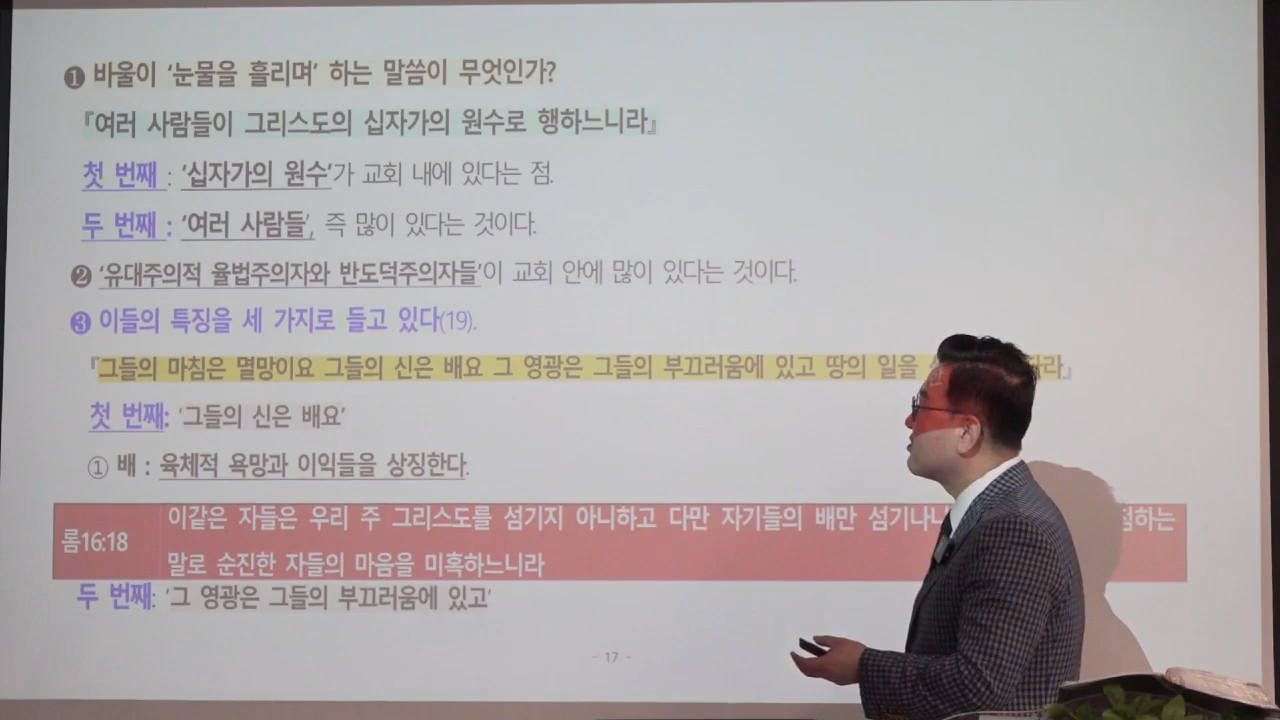 ❶ 바울이 ‘눈물을 흘리며’ 하는 말씀이 무엇인가?
『여러 사람들이 그리스도의 십자가의 원수로 행하느니라』
첫 번째 : ‘십자가의 원수’가 교회 내에 있다는 점.
두 번째 : ‘여러 사람들’, 즉 많이 있다는 것이다.
❷ ‘유대주의적 율법주의자와 반도덕주의자들’이 교회 안에 많이 있다는 것이다.
❸ 이들의 특징을 세 가지로 들고 있다(19).
『그들의 마침은 멸망이요 그들의 신은 배요 그 영광은 그들의 부끄러움에 있고 땅의 일을
첫 번째: ‘그들의 신은 배요’
① 배 : 육체적 욕망과 이익들을 상징한다.
롬16:18
이같은 자들은 우리 주 그리스도를 섬기지 아니하고 다만 자기들의 배만
말로 순진한 자들의 마음을 미혹하느니라
두 번째: ‘그 영광은 그들의 부끄러움에 있고’
- 17 -